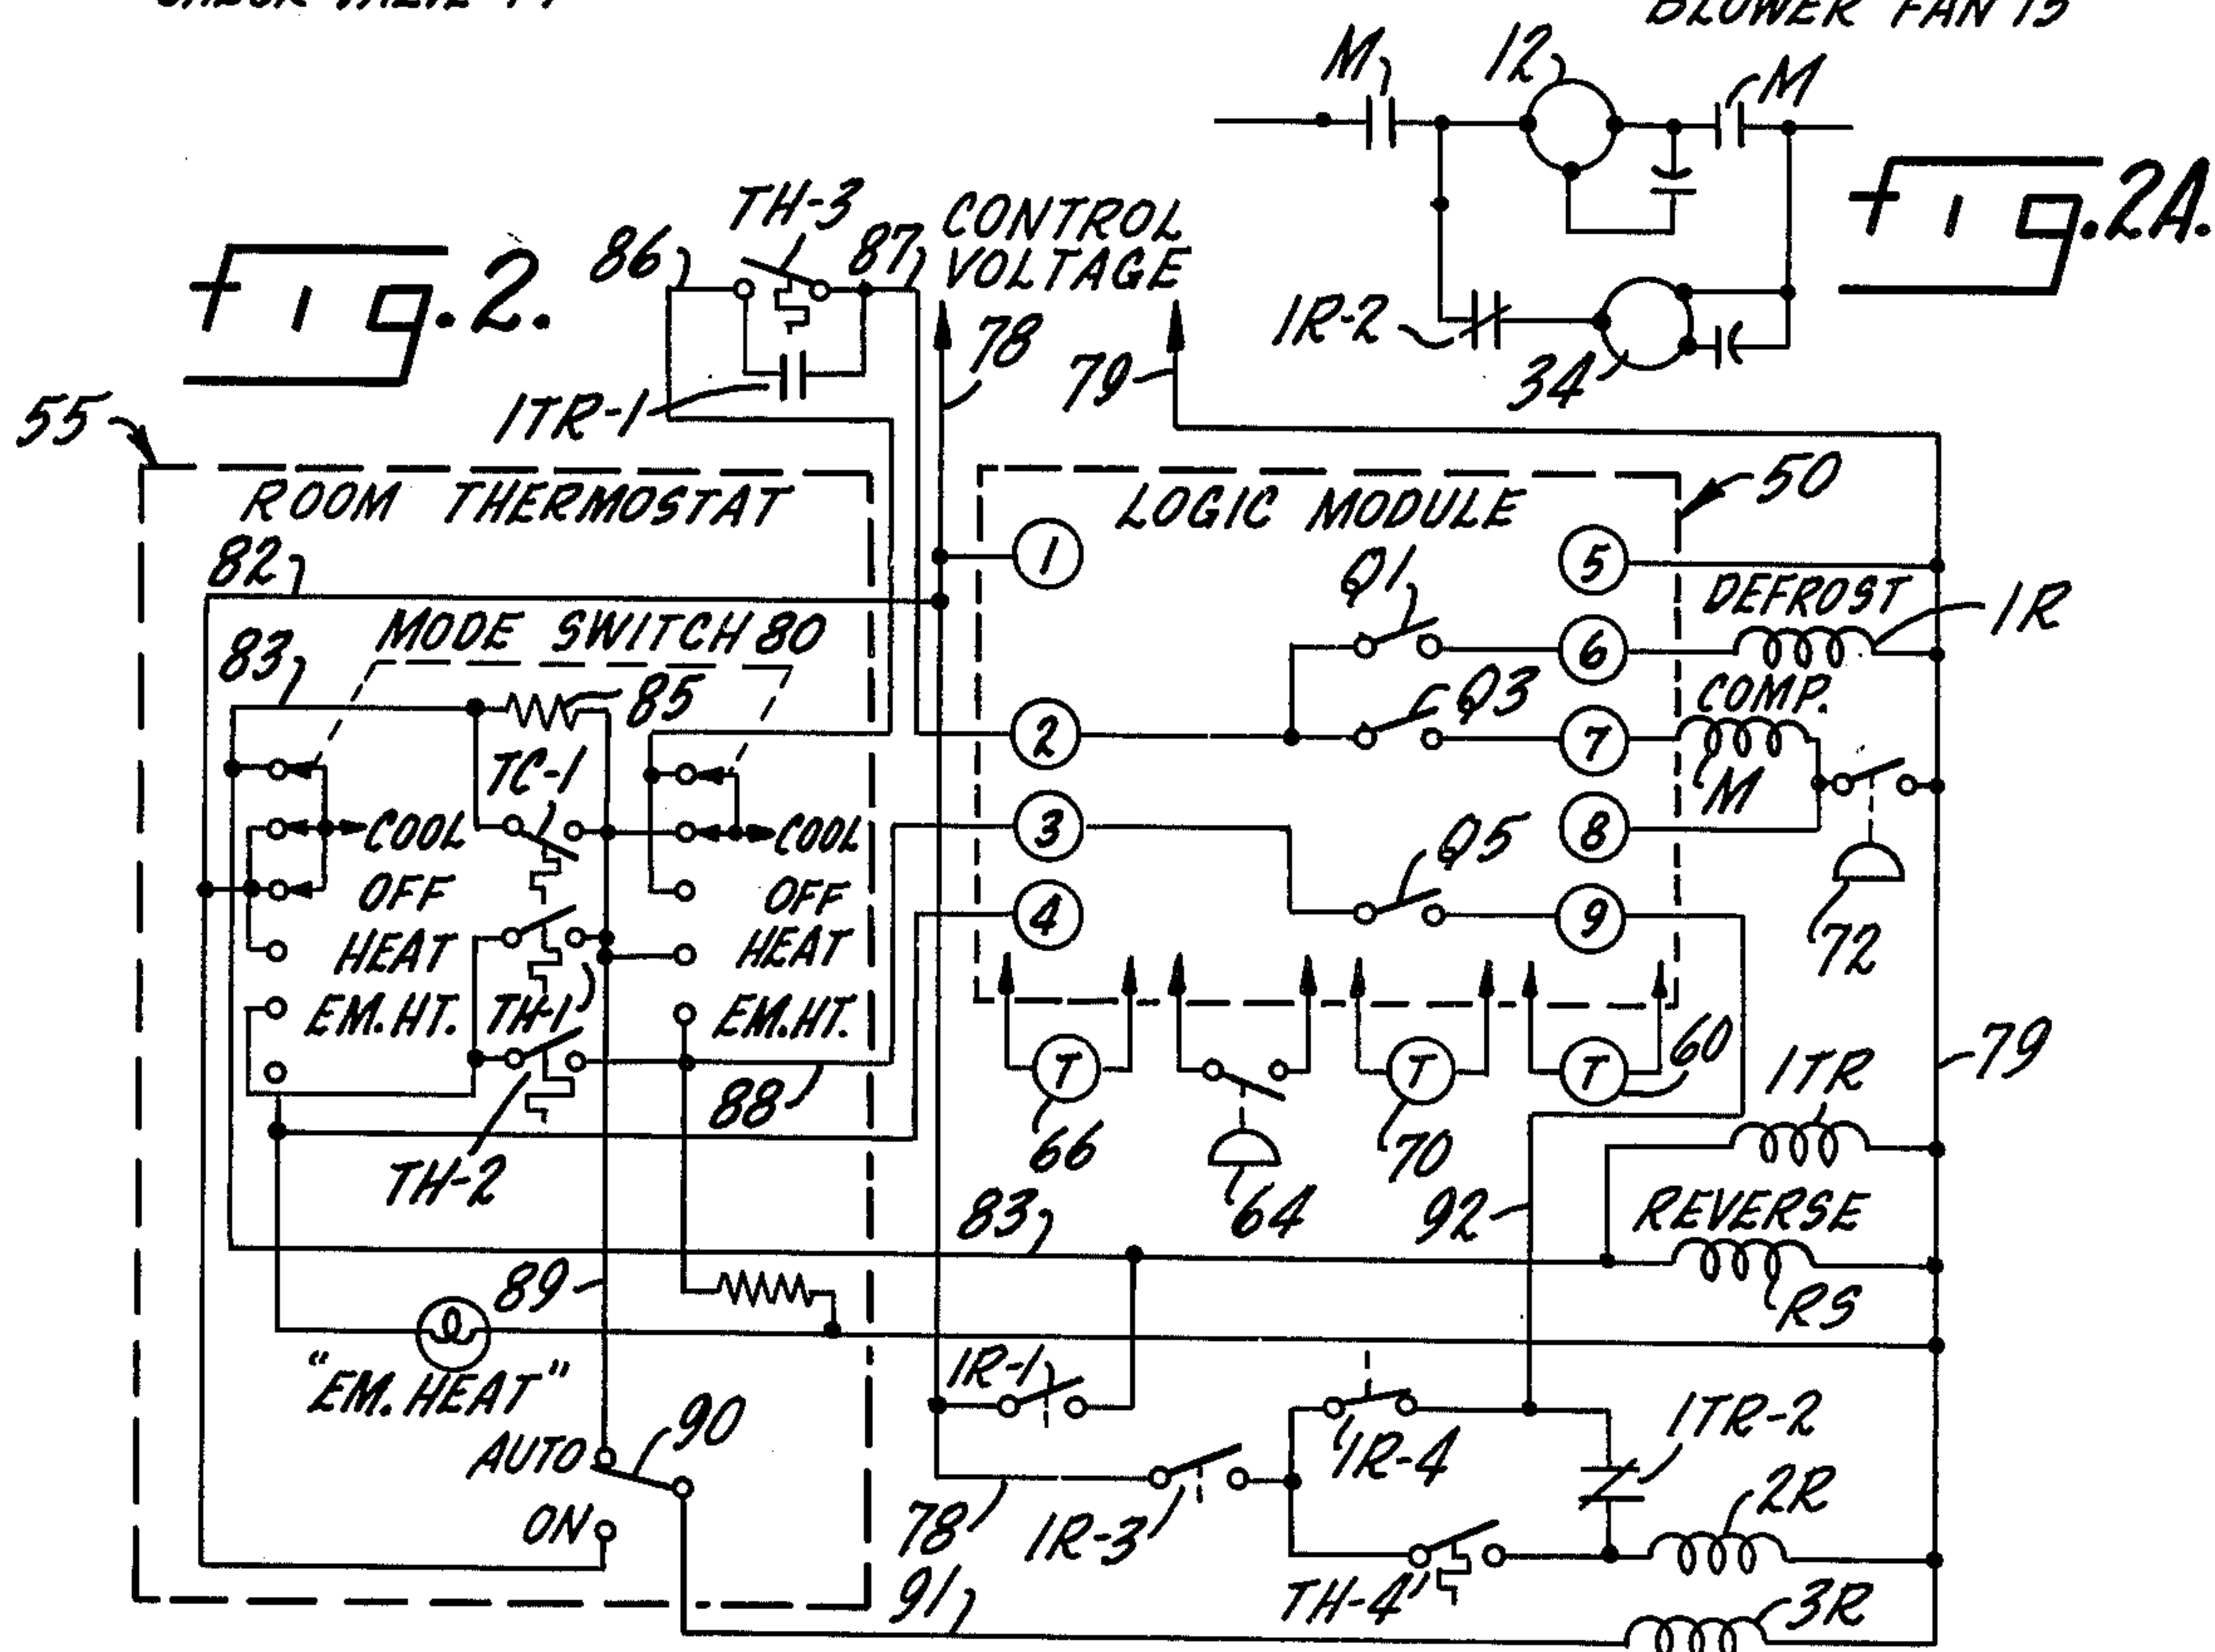 BLOWER FAN 13
M
12
M
Fig. 2A.
1R-2
34
Fig. 2.
86
TH-3
87
CONTROL
VOLTAGE
78
79
1TR-1
55
ROOM THERMOSTAT
LOGIC MODULE
50
82
83
MODE SWITCH 80
85
TC-1
COOL
OFF
HEAT
EM.HT.
TH-1
TH-2
COOL
OFF
HEAT
EM.HT.
88
1
2
3
4
Q1
Q3
Q5
5
6
7
8
9
DEFROST
1R
COMP.
M
72
T
66
64
T
70
T
60
79
1TR
92
REVERSE
RS
83
89
"EM. HEAT"
AUTO
90
ON
1R-1
1R-4
1TR-2
78
1R-3
TH-4
2R
91
3R